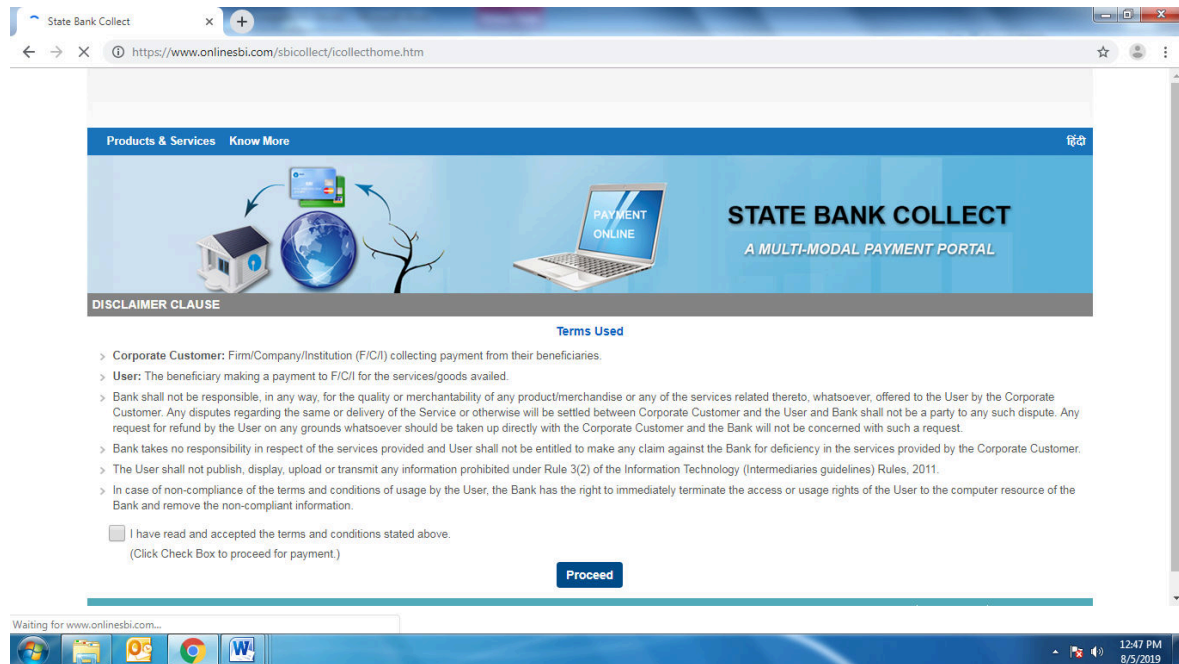 State Bank Collect
https://www.onlinesbi.com/sbicollect/icollecthome.htm
Products & Services Know More हिंदी
PAYMENT
ONLINE
STATE BANK COLLECT
A MULTI-MODAL PAYMENT PORTAL
DISCLAIMER CLAUSE
Terms Used
Corporate Customer: Firm/Company/Institution (F/C/I) collecting payment from their beneficiaries.
User: The beneficiary making a payment to F/C/I for the services/goods availed.
Bank shall not be responsible, in any way, for the quality or merchantability of any product/merchandise or any of the services related thereto, whatsoever, offered to the User by the Corporate
Customer. Any disputes regarding the same or delivery of the Service or otherwise will be settled between Corporate Customer and the User and Bank shall not be a party to any such dispute. Any
request for refund by the User on any grounds whatsoever should be taken up directly with the Corporate Customer and the Bank will not be concerned with such a request.
Bank takes no responsibility in respect of the services provided and User shall not be entitled to make any claim against the Bank for deficiency in the services provided by the Corporate Customer.
The User shall not publish, display, upload or transmit any information prohibited under Rule 3(2) of the Information Technology (Intermediaries guidelines) Rules, 2011.
In case of non-compliance of the terms and conditions of usage by the User, the Bank has the right to immediately terminate the access or usage rights of the User to the computer resource of the
Bank and remove the non-compliant information.
I have read and accepted the terms and conditions stated above.
(Click Check Box to proceed for payment.)
Proceed
Waiting for www.onlinesbi.com...
12:47 PM
8/5/2019